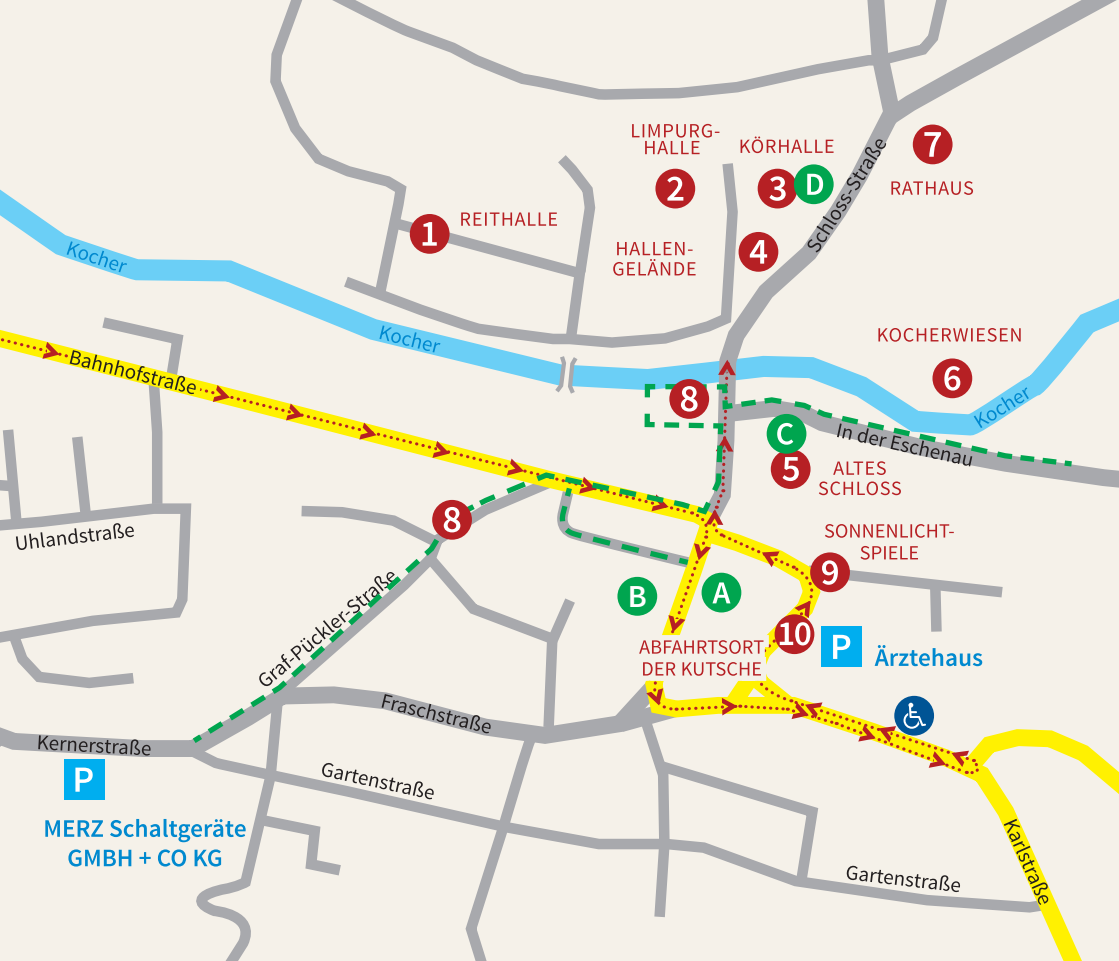 LIMPURG-
HALLE
KÖRHALLE
7
2
3
D
RATHAUS
Schloss-Straße
REITHALLE
1
HALLEN-
GELÄNDE
4
Kocher
Kocher
KOCHERWIESEN
6
Kocher
Bahnhofstraße
8
C
In der Eschenau
5
ALTES
SCHLOSS
8
Uhlandstraße
SONNENLICHT-
SPIELE
9
B
A
Graf-Pückler-Straße
10
P
Ärztehaus
ABFAHRTSORT
DER KUTSCHE
Fraschstraße
Kernerstraße
P
Gartenstraße
MERZ Schaltgeräte
GMBH + CO KG
Karlstraße
Gartenstraße